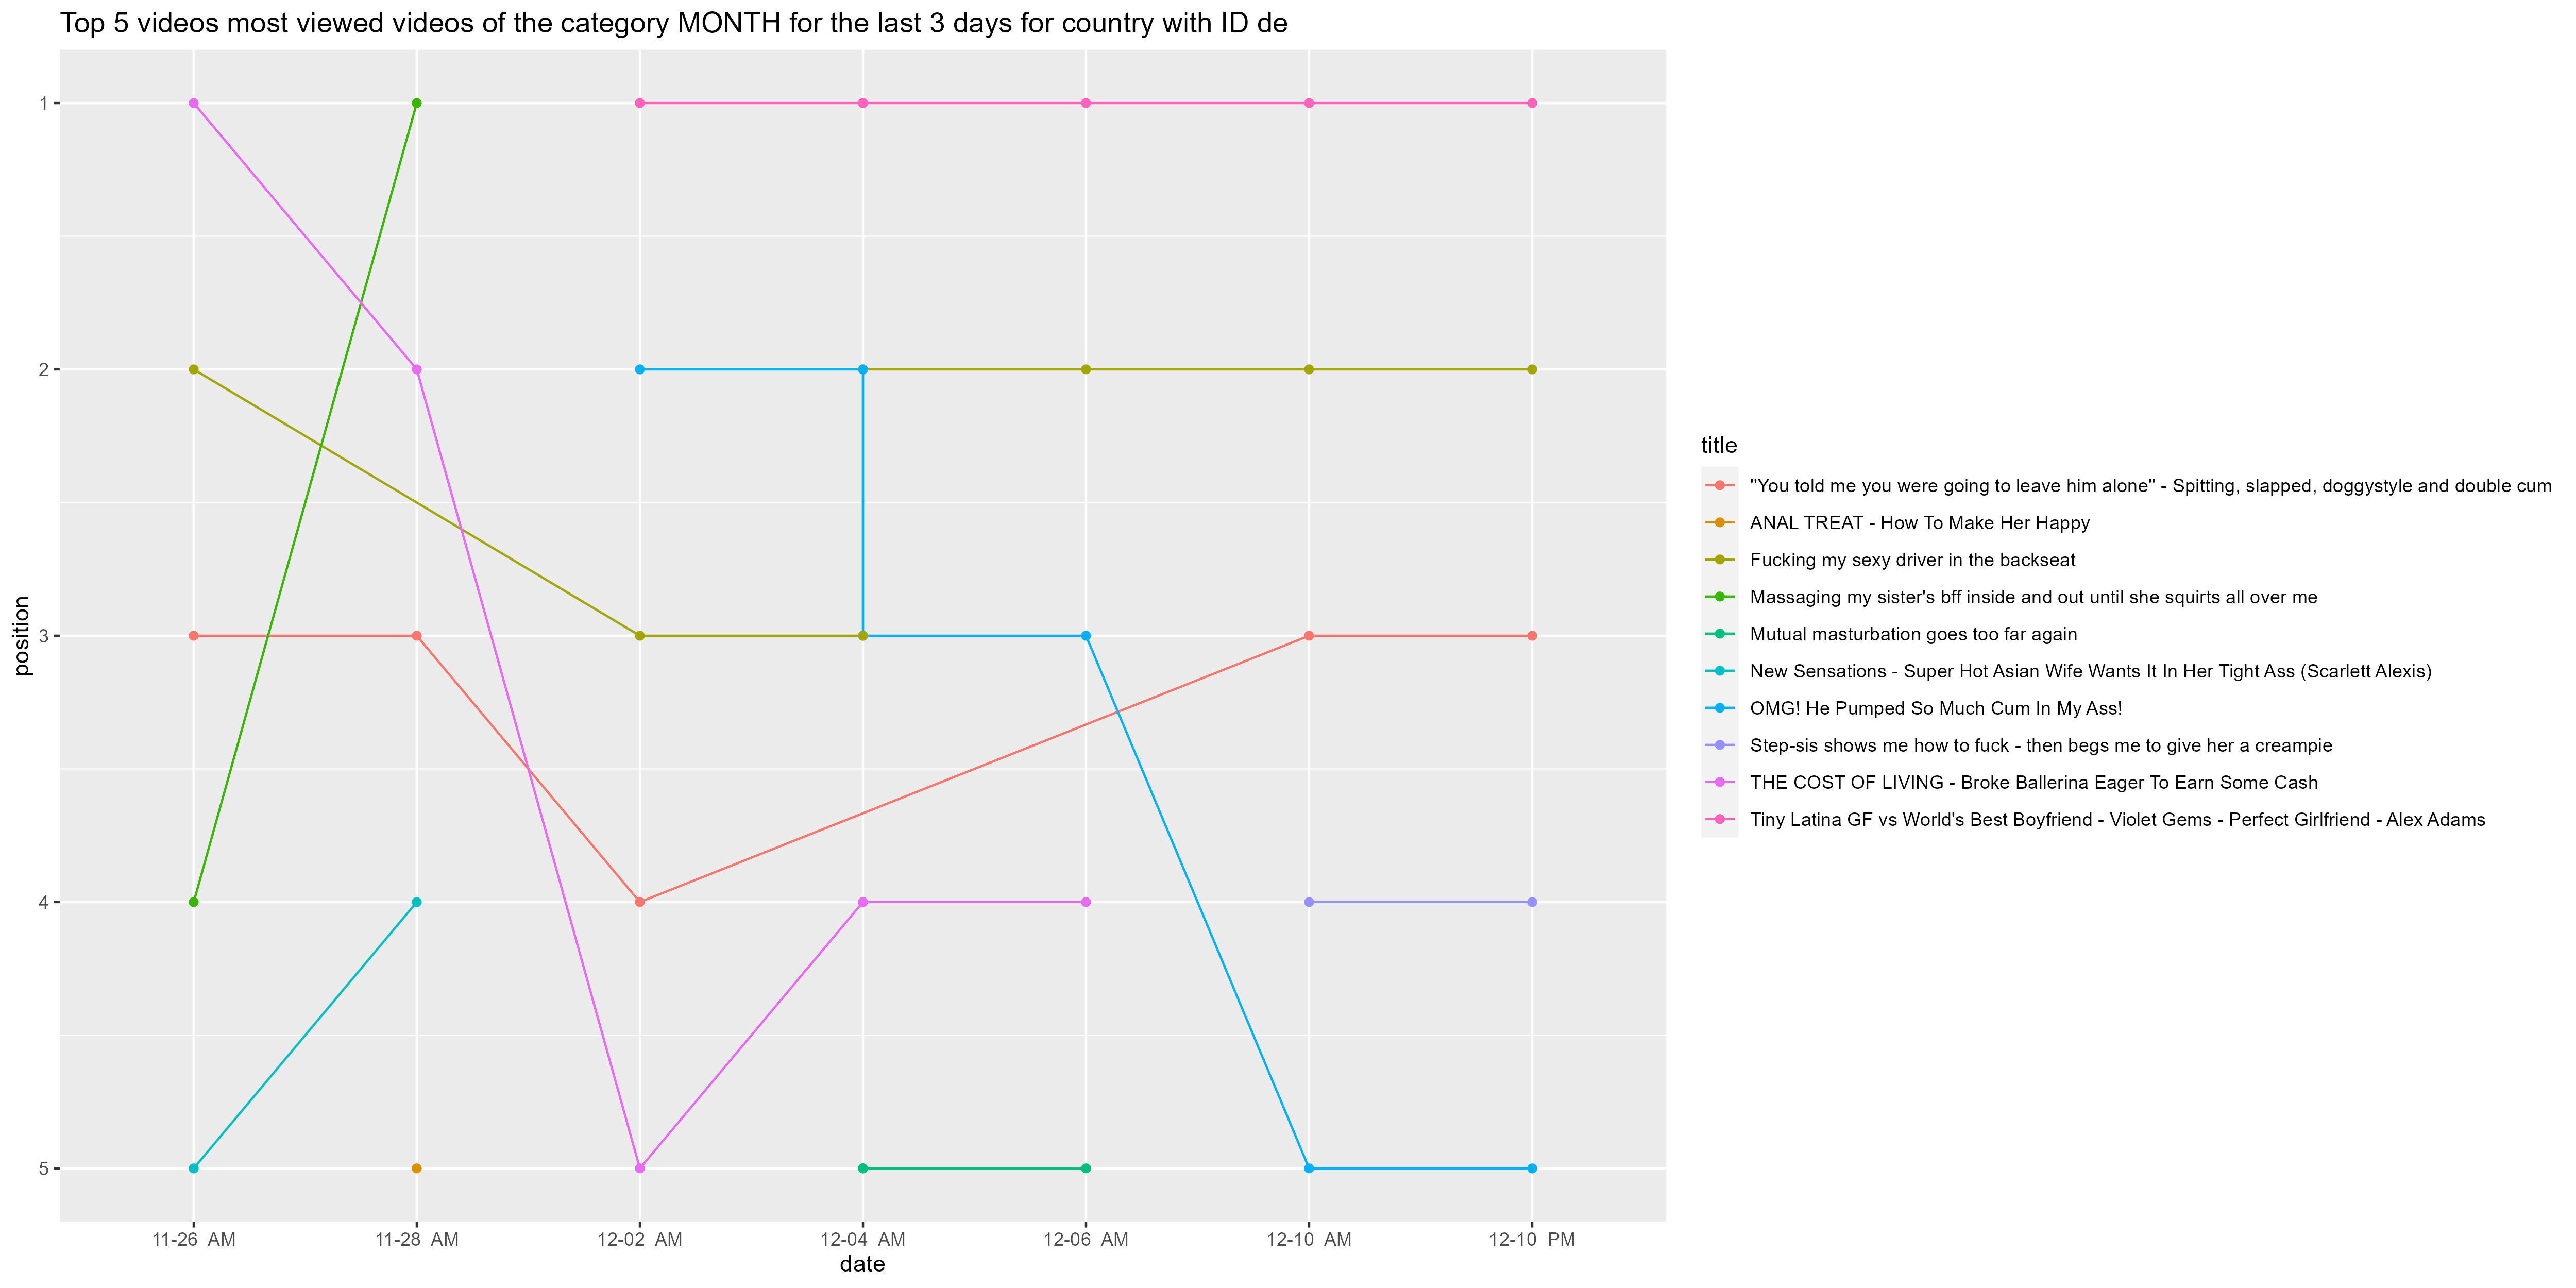 Top 5 videos most viewed videos of the category MONTH for the last 3 days for country with ID de
1
2
3
4
5
position
11-26 AM
11-28 AM
12-02 AM
12-04 AM
12-06 AM
12-10 AM
12-10 PM
date
title
"You told me you were going to leave him alone" - Spitting, slapped, doggystyle and double cum
ANAL TREAT - How To Make Her Happy
Fucking my sexy driver in the backseat
Massaging my sister's bff inside and out until she squirts all over me
Mutual masturbation goes too far again
New Sensations - Super Hot Asian Wife Wants It In Her Tight Ass (Scarlett Alexis)
OMG! He Pumped So Much Cum In My Ass!
Step-sis shows me how to fuck - then begs me to give her a creampie
THE COST OF LIVING - Broke Ballerina Eager To Earn Some Cash
Tiny Latina GF vs World's Best Boyfriend - Violet Gems - Perfect Girlfriend - Alex Adams